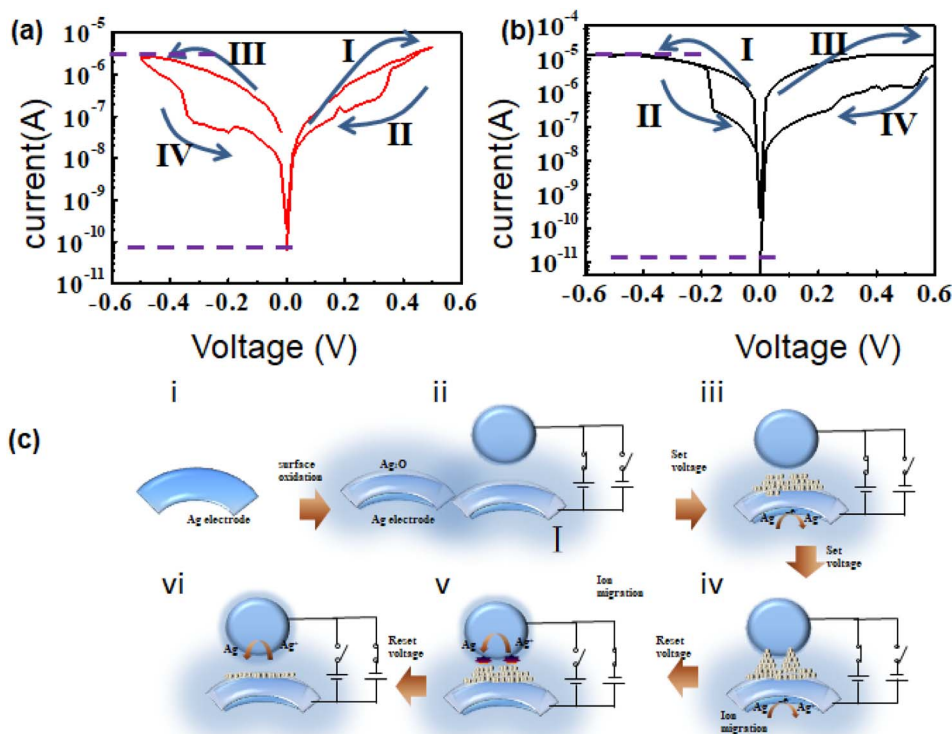 (a)
current(A)
10⁻⁵
10⁻⁶
10⁻⁷
10⁻⁸
10⁻⁹
10⁻¹⁰
10⁻¹¹
III
I
II
IV
-0.6 -0.4 -0.2 0.0 0.2 0.4 0.6
Voltage (V)
(b)
current(A)
10⁻⁴
10⁻⁵
10⁻⁶
10⁻⁷
10⁻⁸
10⁻⁹
10⁻¹⁰
10⁻¹¹
I
III
II
IV
-0.6 -0.4 -0.2 0.0 0.2 0.4 0.6
Voltage (V)
(c)
i
Ag electrode
surface
oxidation
ii
Ag₂O
Ag electrode
I
Set
voltage
iii
Ag Ag⁺
Set
voltage
iv
Ag Ag⁺
Ion
migration
Reset
voltage
v
Ion
migration
Ag Ag⁺
Reset
voltage
vi
Ag Ag⁺